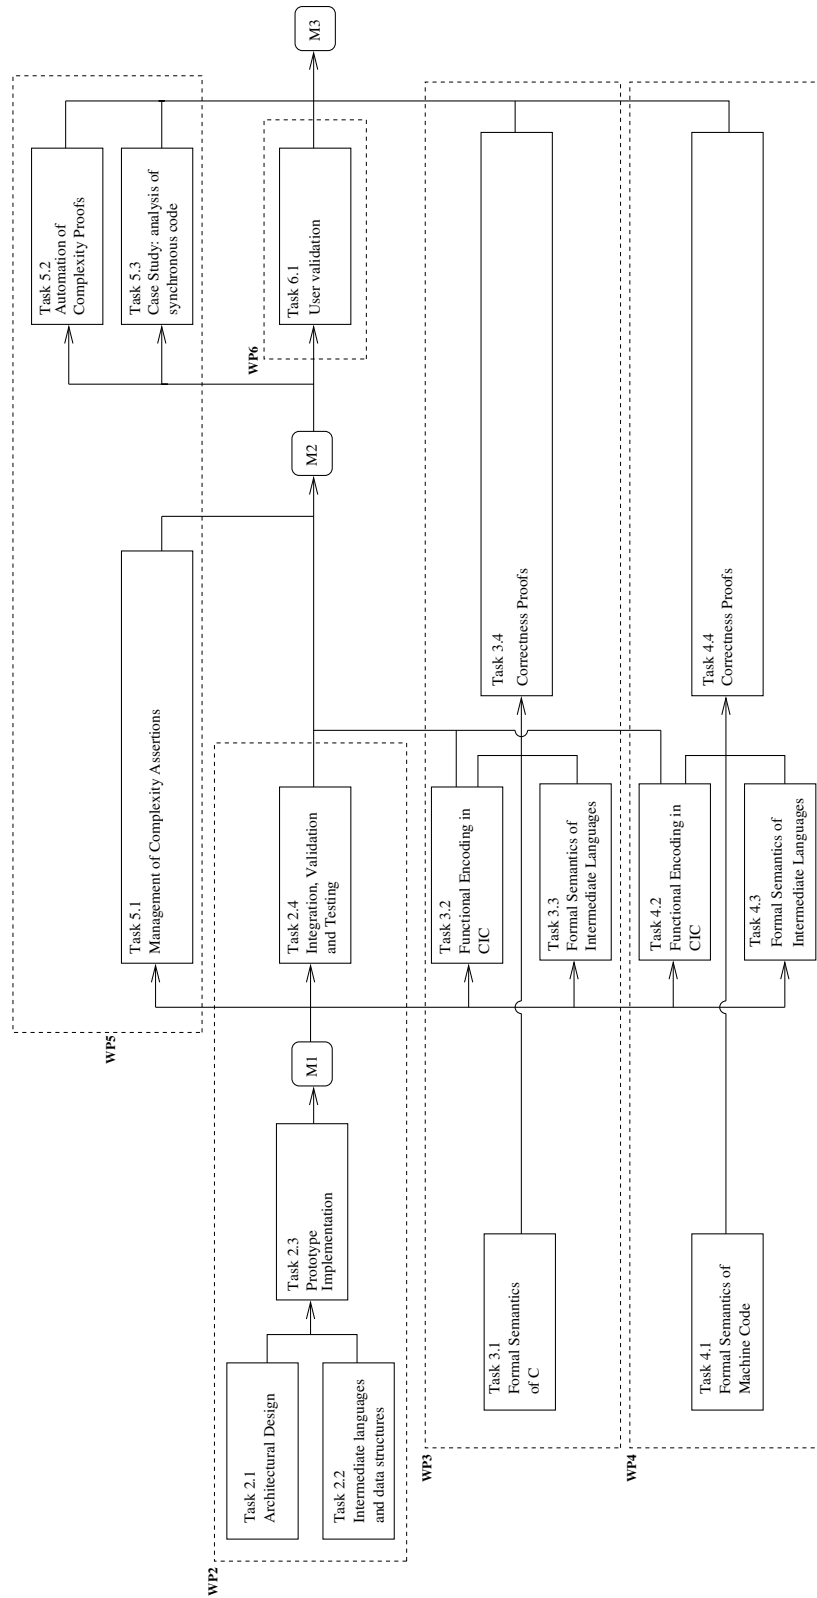 WP5
Task 5.1
Management of Complexity Assertions
Task 5.2
Automation of
Complexity Proofs
Task 5.3
Case Study: analysis of
synchronous code
WP2
Task 2.1
Architectural Design
Task 2.2
Intermediate languages
and data structures
Task 2.3
Prototype
Implementation
M1
Task 2.4
Integration, Validation
and Testing
M2
WP6
Task 6.1
User validation
M3
WP3
Task 3.1
Formal Semantics
of C
Task 3.2
Functional Encoding in
CIC
Task 3.3
Formal Semantics of
Intermediate Languages
Task 3.4
Correctness Proofs
WP4
Task 4.1
Formal Semantics of
Machine Code
Task 4.2
Functional Encoding in
CIC
Task 4.3
Formal Semantics of
Intermediate Languages
Task 4.4
Correctness Proofs